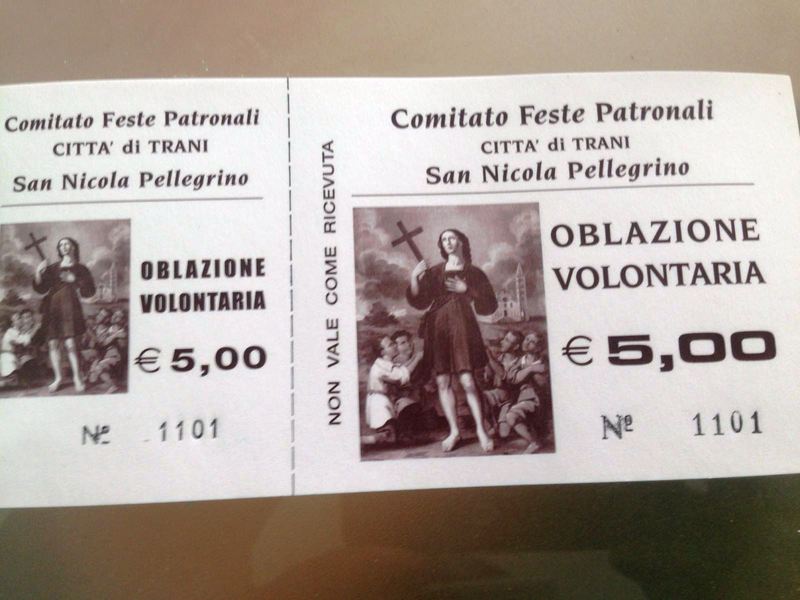 Comitato Feste Patronali
CITTA' di TRANI
San Nicola Pellegrino
OBLAZIONE
VOLONTARIA
€ 5,00
Nº 1101
NON VALE COME RICEVUTA
Comitato Feste Patronali
CITTA' di TRANI
San Nicola Pellegrino
OBLAZIONE
VOLONTARIA
€ 5,00
Nº 1101